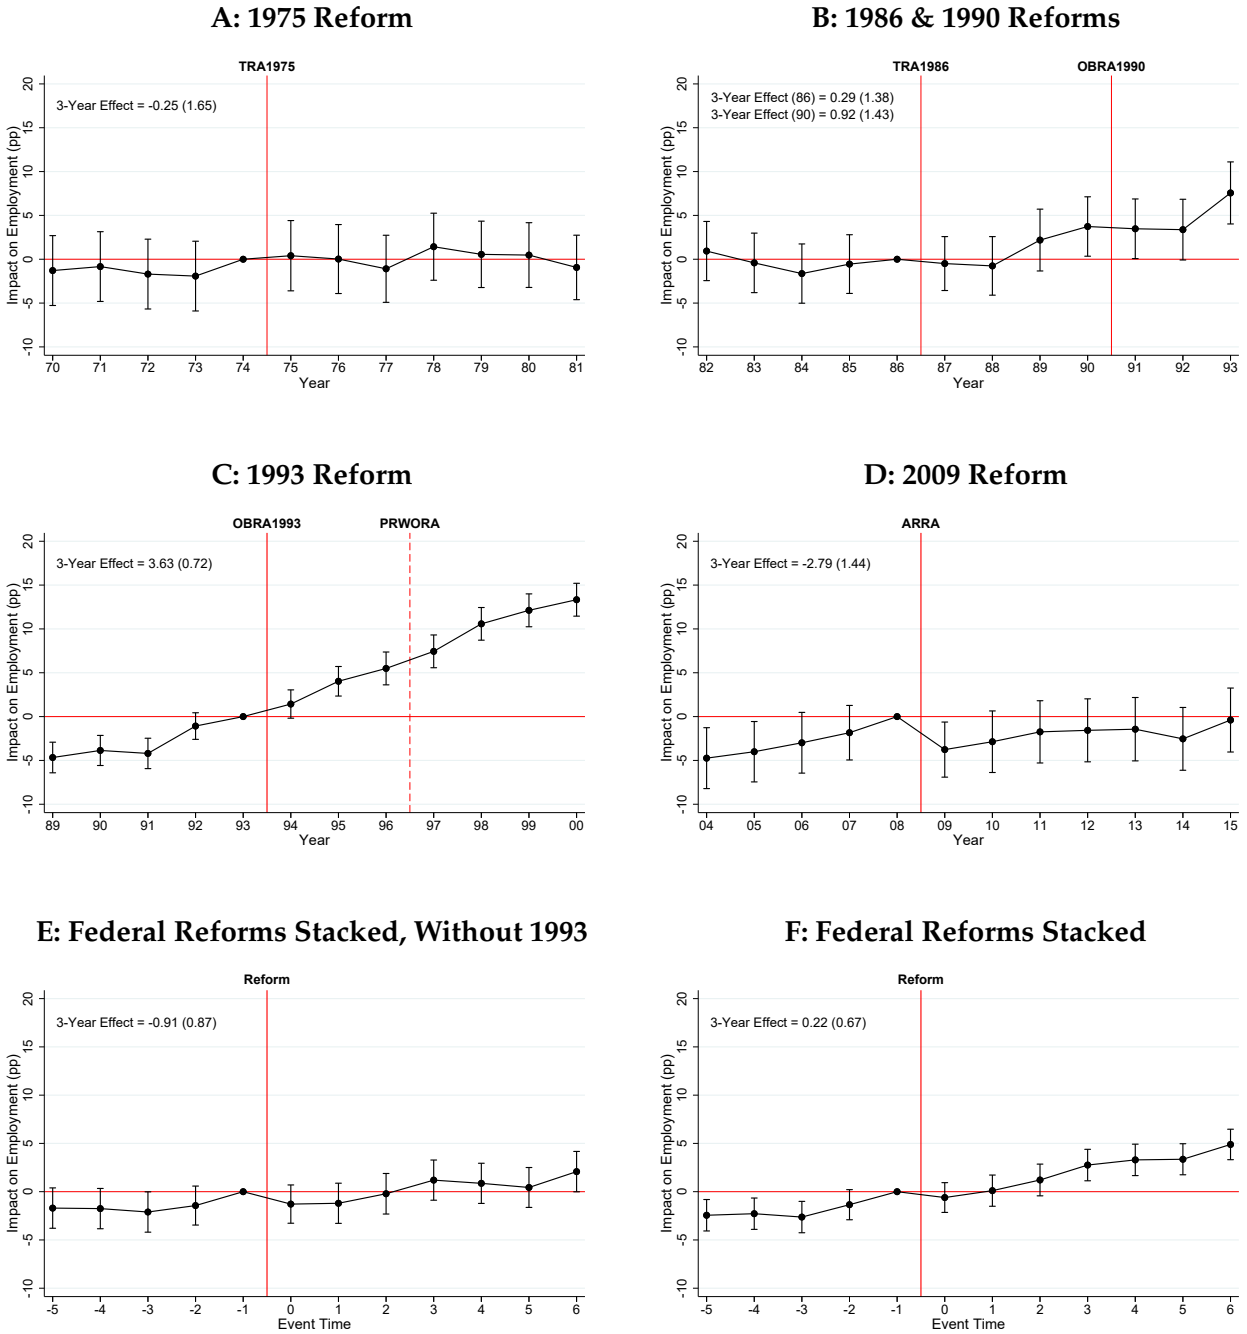 A: 1975 Reform
TRA1975
3-Year Effect = -0.25 (1.65)
Impact on Employment (pp)
20
15
10
5
0
-5
-10
70 71 72 73 74 75 76 77 78 79 80 81
Year
B: 1986 & 1990 Reforms
TRA1986 OBRA1990
3-Year Effect (86) = 0.29 (1.38)
3-Year Effect (90) = 0.92 (1.43)
Impact on Employment (pp)
20
15
10
5
0
-5
-10
82 83 84 85 86 87 88 89 90 91 92 93
Year
C: 1993 Reform
OBRA1993 PRWORA
3-Year Effect = 3.63 (0.72)
Impact on Employment (pp)
20
15
10
5
0
-5
-10
89 90 91 92 93 94 95 96 97 98 99 00
Year
D: 2009 Reform
ARRA
3-Year Effect = -2.79 (1.44)
Impact on Employment (pp)
20
15
10
5
0
-5
-10
04 05 06 07 08 09 10 11 12 13 14 15
Year
E: Federal Reforms Stacked, Without 1993
Reform
3-Year Effect = -0.91 (0.87)
Impact on Employment (pp)
20
15
10
5
0
-5
-10
-5 -4 -3 -2 -1 0 1 2 3 4 5 6
Event Time
F: Federal Reforms Stacked
Reform
3-Year Effect = 0.22 (0.67)
Impact on Employment (pp)
20
15
10
5
0
-5
-10
-5 -4 -3 -2 -1 0 1 2 3 4 5 6
Event Time